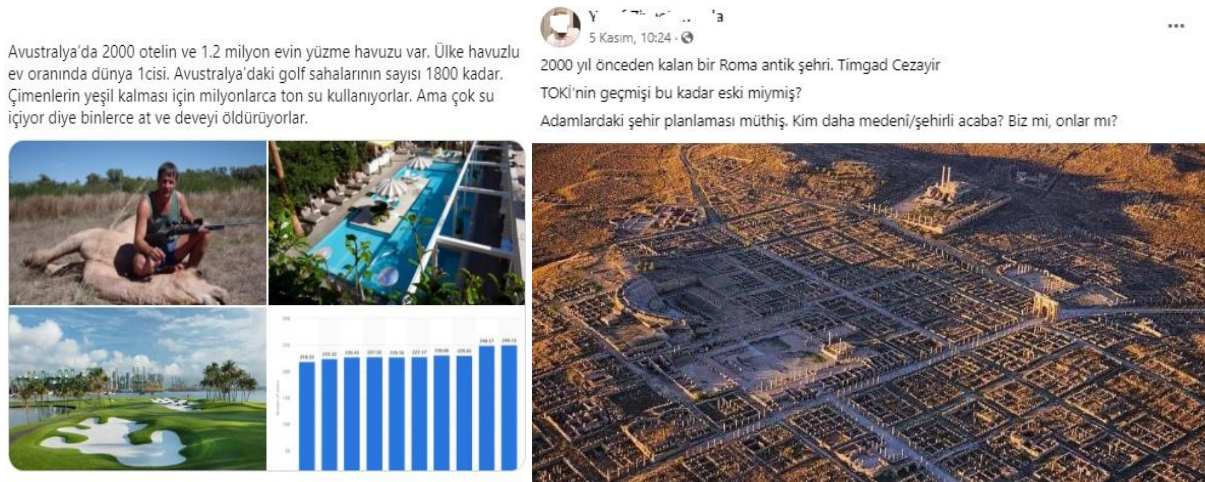 Avustralya'da 2000 otelin ve 1.2 milyon evin yüzme havuzu var. Ülke havuzlu
ev oranında dünya 1cisi. Avustralya'daki golf sahalarının sayısı 1800 kadar.
Çimenlerin yeşil kalması için milyonlarca ton su kullanıyorlar. Ama çok su
içiyor diye binlerce at ve deveyi öldürüyorlar.
5 Kasım, 10:24
2000 yıl önceden kalan bir Roma antik şehri. Timgad Cezayir
TOKİ'nin geçmişi bu kadar eski miymiş?
Adamlardaki şehir planlaması müthiş. Kim daha medenî/şehirli acaba? Biz mi, onlar mı?